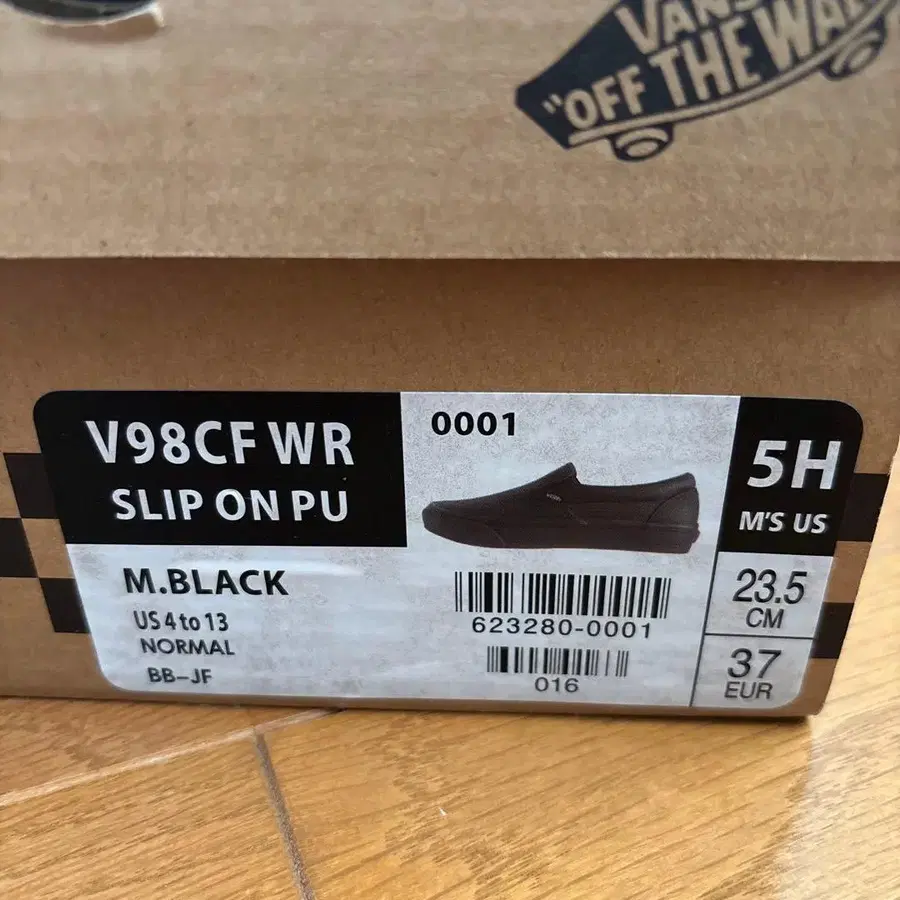 VANS
"OFF THE WAL
V98CF WR
SLIP ON PU
0001
5H
M'S US
M.BLACK
US 4 to 13
NORMAL
BB-JF
623280-0001
016
23.5
CM
37
EUR